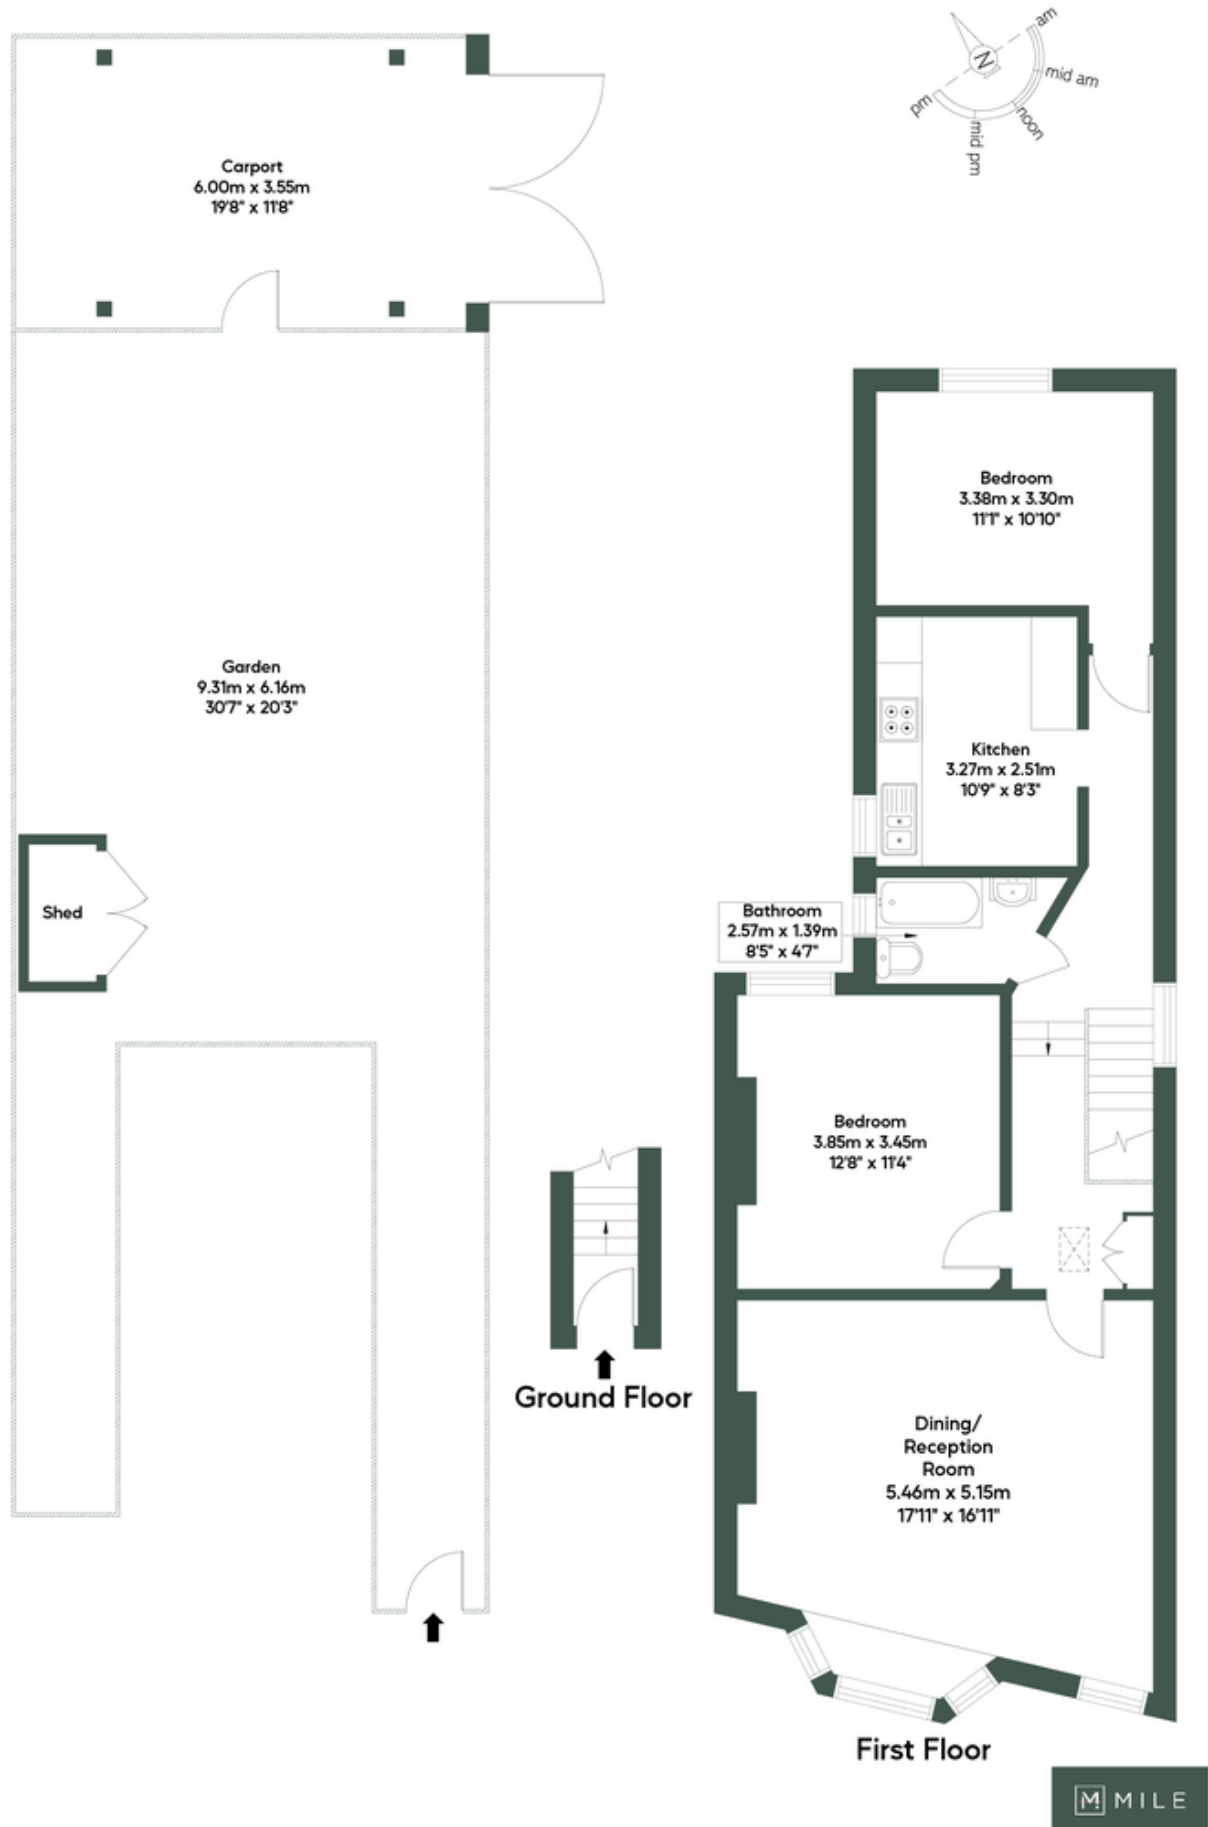 N
am
mid am
noon
mid pm
pm
Carport
6.00m x 3.55m
19'8" x 11'8"
Bedroom
3.38m x 3.30m
11'1" x 10'10"
Garden
9.31m x 6.16m
30'7" x 20'3"
Kitchen
3.27m x 2.51m
10'9" x 8'3"
Shed
Bathroom
2.57m x 1.39m
8'5" x 4'7"
Bedroom
3.85m x 3.45m
12'8" x 11'4"
Ground Floor
Dining/
Reception
Room
5.46m x 5.15m
17'11" x 16'11"
First Floor
M MILE